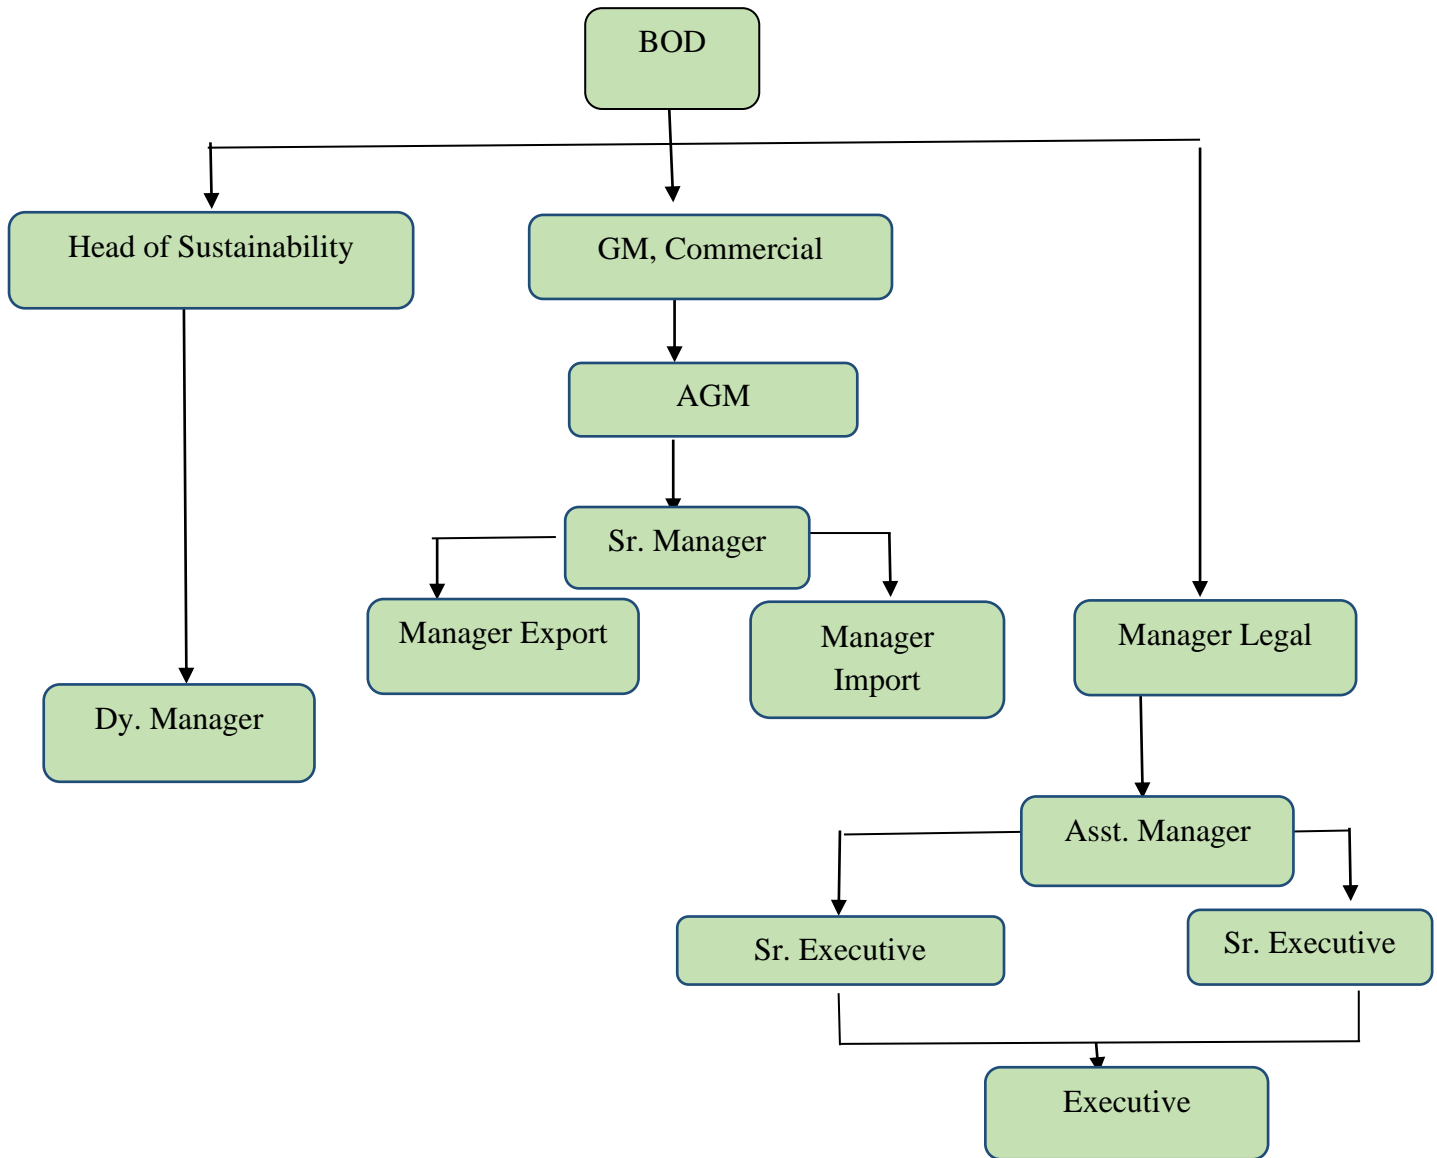 BOD
Head of Sustainability
GM, Commercial
AGM
Sr. Manager
Manager Export
Manager
Import
Manager Legal
Dy. Manager
Asst. Manager
Sr. Executive
Sr. Executive
Executive